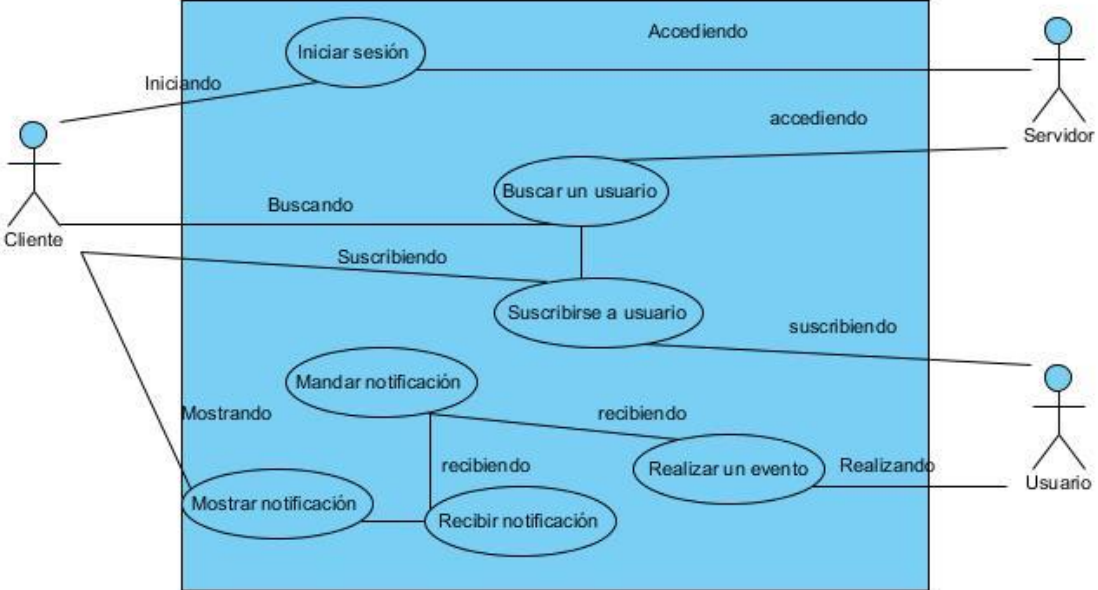 Accediendo
Iniciar sesión
Iniciando
accediendo
Servidor
Buscar un usuario
Buscando
Cliente
Suscribiendo
Suscribirse a usuario
suscribiendo
Mandar notificación
Mostrando
recibiendo
recibiendo
Realizar un evento
Realizando
Usuario
Mostrar notificación
Recibir notificación